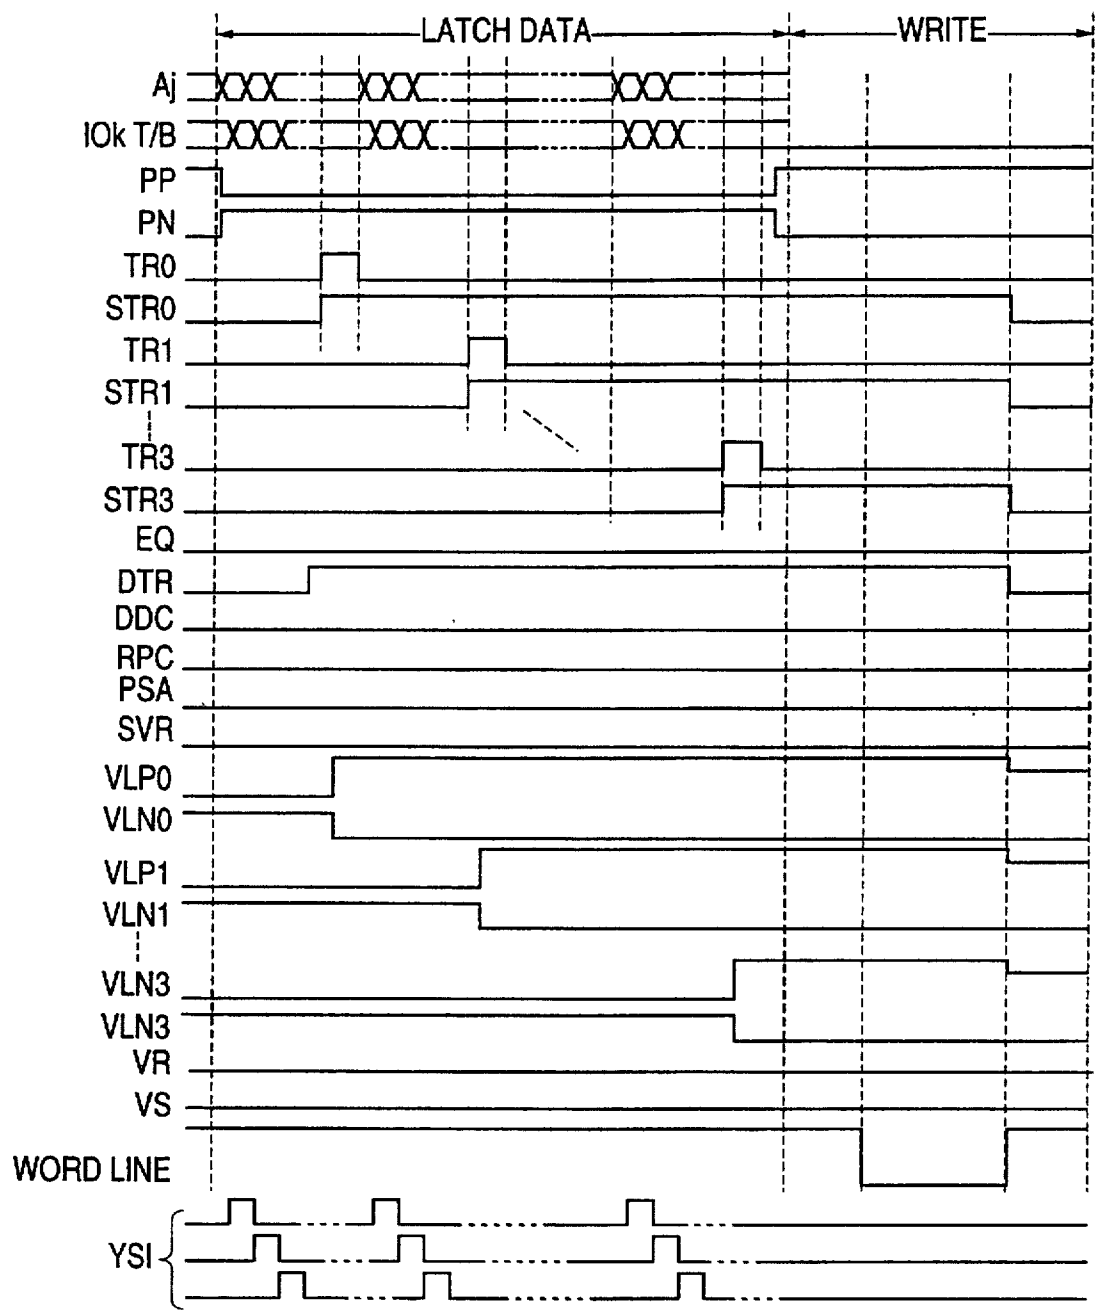 LATCH DATA WRITE
Aj
IOk T/B
PP
PN
TR0
STR0
TR1
STR1
TR3
STR3
EQ
DTR
DDC
RPC
PSA
SVR
VLP0
VLN0
VLP1
VLN1
VLN3
VLN3
VR
VS
WORD LINE
YSI